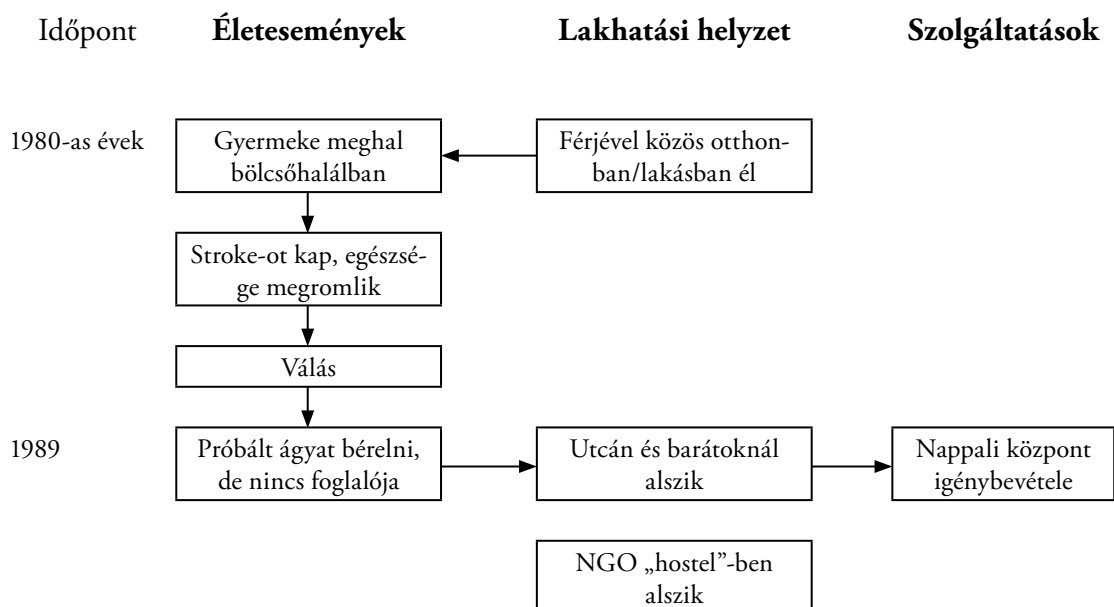 Időpont Életesemények Lakhatási helyzet Szolgáltatások
1980-as évek
Gyermeke meghal
bölcsőhalálban
Férjével közös otthon-
ban/lakásban él
Stroke-ot kap, egészsé-
ge megromlik
Válás
1989
Próbált ágyat bérelni,
de nincs foglalója
Utcán és barátoknál
alszik
Nappali központ
igénybevétele
NGO „hostel”-ben
alszik